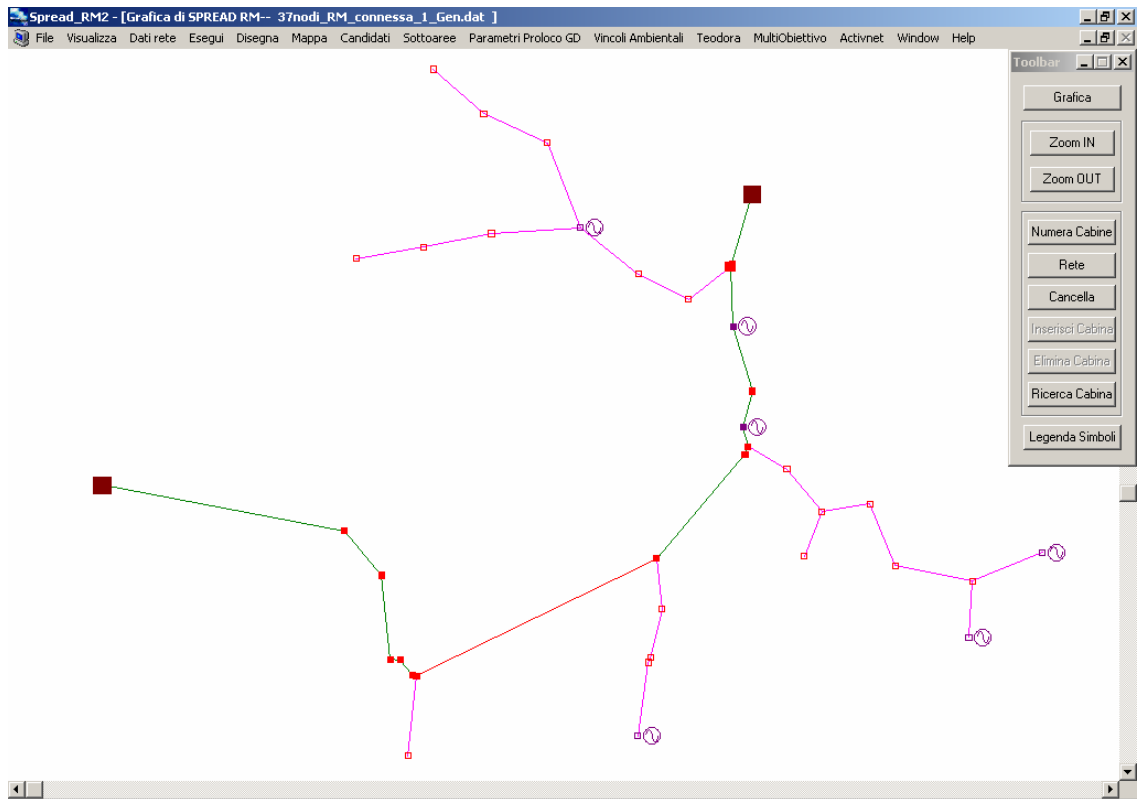 Spread_RM2 - [Grafica di SPREAD RM-- 37nodi_RM_connessa_1_Gen.dat ]
File Visualizza Dati rete Esegui Disegna Mappa Candidati Sottoaree Parametri Proloco GD Vincoli Ambientali Teodora MultiObiettivo Activnet Window Help
Toolbar
Grafica
Zoom IN
Zoom OUT
Numera Cabine
Rete
Cancella
Inserisci Cabina
Elimina Cabina
Ricerca Cabina
Legenda Simboli